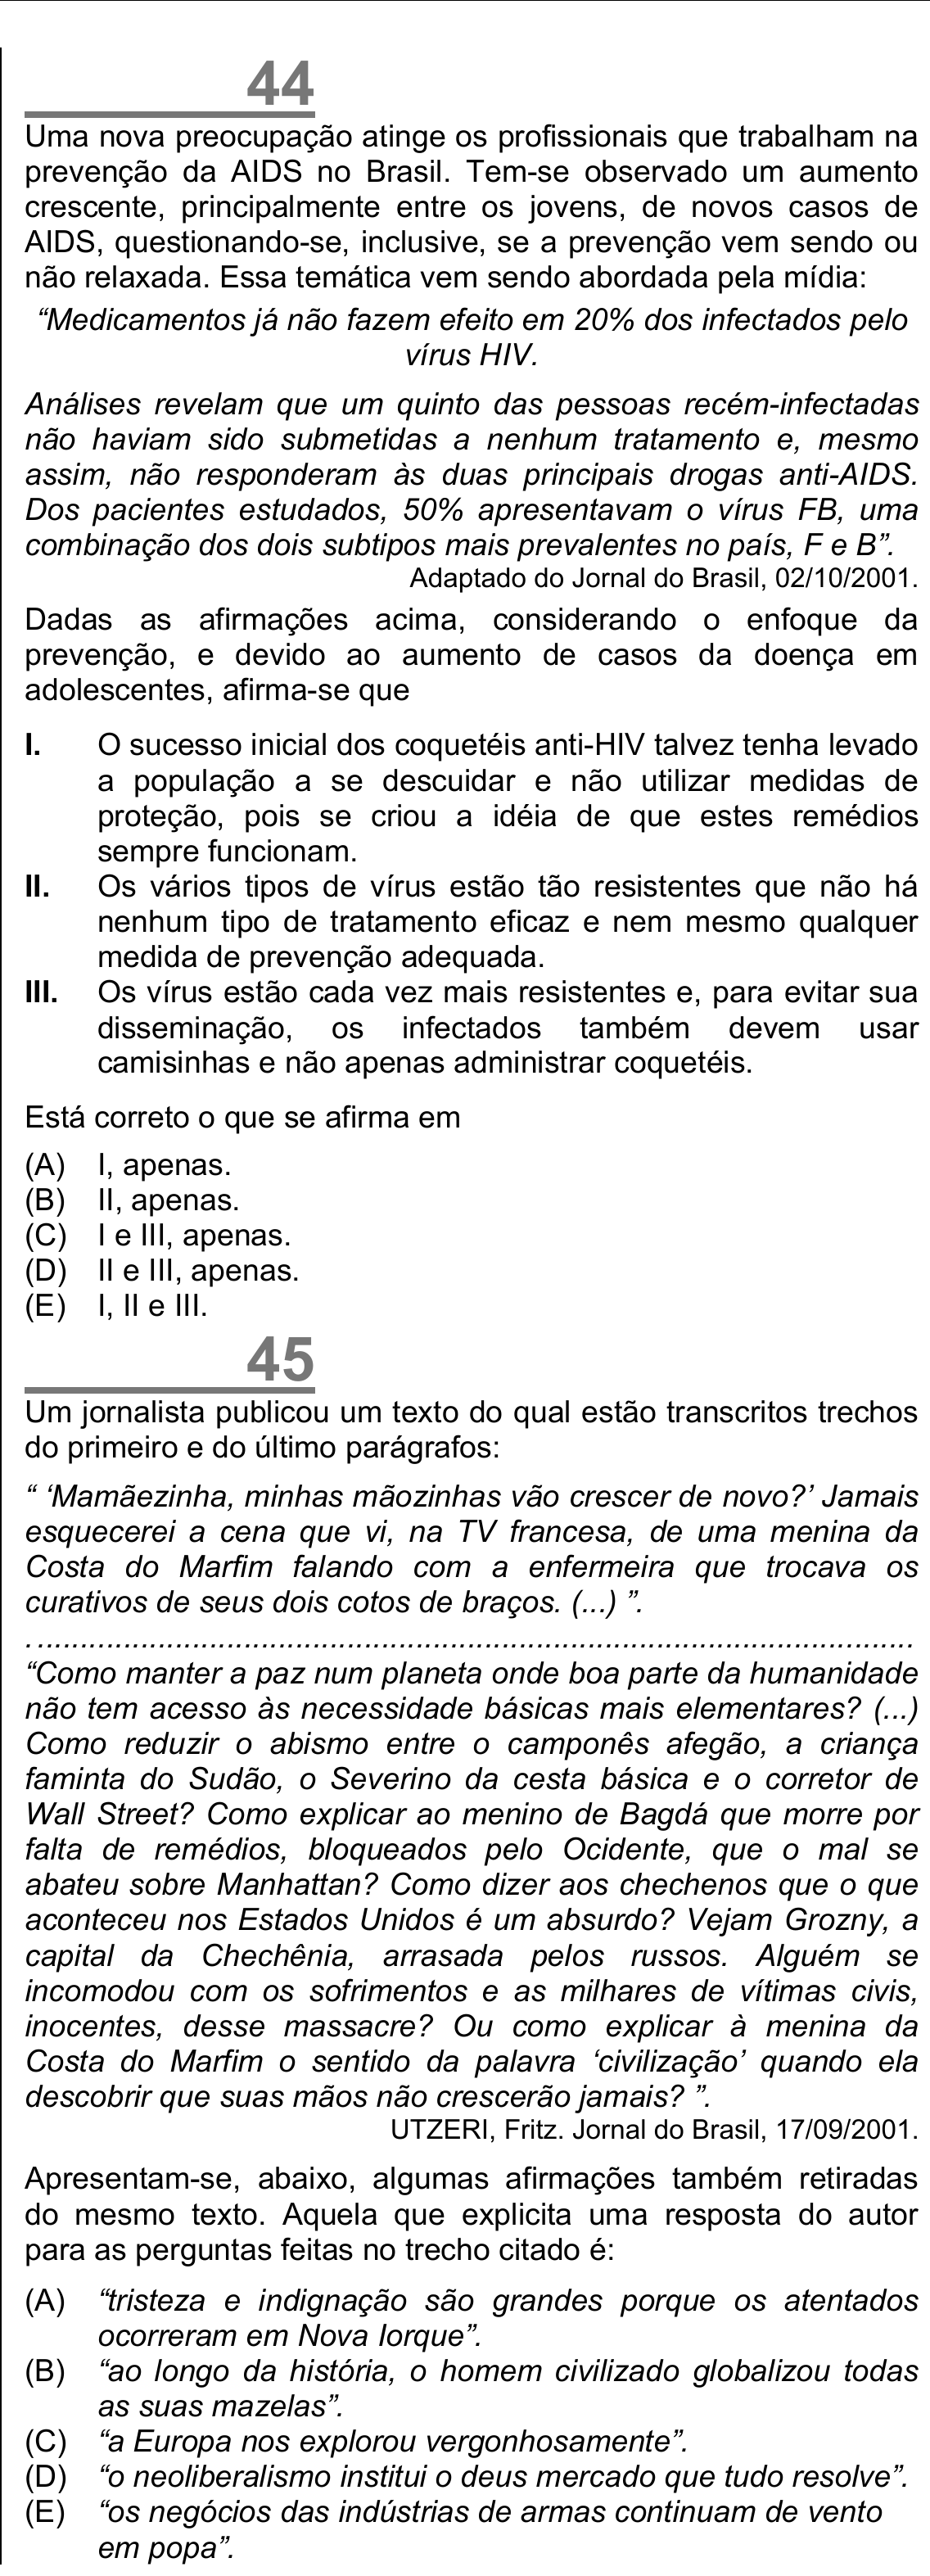 44
Uma nova preocupação atinge os profissionais que trabalham na
prevenção da AIDS no Brasil. Tem-se observado um aumento
crescente, principalmente entre os jovens, de novos casos de
AIDS, questionando-se, inclusive, se a prevenção vem sendo ou
não relaxada. Essa temática vem sendo abordada pela mídia:
“Medicamentos já não fazem efeito em 20% dos infectados pelo
vírus HIV.
Análises revelam que um quinto das pessoas recém-infectadas
não haviam sido submetidas a nenhum tratamento e, mesmo
assim, não responderam às duas principais drogas anti-AIDS.
Dos pacientes estudados, 50% apresentavam o vírus FB, uma
combinação dos dois subtipos mais prevalentes no país, F e B”.
Adaptado do Jornal do Brasil, 02/10/2001.
Dadas as afirmações acima, considerando o enfoque da
prevenção, e devido ao aumento de casos da doença em
adolescentes, afirma-se que
I. O sucesso inicial dos coquetéis anti-HIV talvez tenha levado
a população a se descuidar e não utilizar medidas de
proteção, pois se criou a idéia de que estes remédios
sempre funcionam.
II. Os vários tipos de vírus estão tão resistentes que não há
nenhum tipo de tratamento eficaz e nem mesmo qualquer
medida de prevenção adequada.
III. Os vírus estão cada vez mais resistentes e, para evitar sua
disseminação, os infectados também devem usar
camisinhas e não apenas administrar coquetéis.
Está correto o que se afirma em
(A) I, apenas.
(B) II, apenas.
(C) I e III, apenas.
(D) II e III, apenas.
(E) I, II e III.
45
Um jornalista publicou um texto do qual estão transcritos trechos
do primeiro e do último parágrafos:
“ ‘Mamãezinha, minhas mãozinhas vão crescer de novo?’ Jamais
esquecerei a cena que vi, na TV francesa, de uma menina da
Costa do Marfim falando com a enfermeira que trocava os
curativos de seus dois cotos de braços. (...) ”.
. ............................................................................
“Como manter a paz num planeta onde boa parte da humanidade
não tem acesso às necessidade básicas mais elementares? (...)
Como reduzir o abismo entre o camponês afegão, a criança
faminta do Sudão, o Severino da cesta básica e o corretor de
Wall Street? Como explicar ao menino de Bagdá que morre por
falta de remédios, bloqueados pelo Ocidente, que o mal se
abateu sobre Manhattan? Como dizer aos chechenos que o que
aconteceu nos Estados Unidos é um absurdo? Vejam Grozny, a
capital da Chechênia, arrasada pelos russos. Alguém se
incomodou com os sofrimentos e as milhares de vítimas civis,
inocentes, desse massacre? Ou como explicar à menina da
Costa do Marfim o sentido da palavra ‘civilização’ quando ela
descobrir que suas mãos não crescerão jamais? ”.
UTZERI, Fritz. Jornal do Brasil, 17/09/2001.
Apresentam-se, abaixo, algumas afirmações também retiradas
do mesmo texto. Aquela que explicita uma resposta do autor
para as perguntas feitas no trecho citado é:
(A) “tristeza e indignação são grandes porque os atentados
ocorreram em Nova Iorque”.
(B) “ao longo da história, o homem civilizado globalizou todas
as suas mazelas”.
(C) “a Europa nos explorou vergonhosamente”.
(D) “o neoliberalismo institui o deus mercado que tudo resolve”.
(E) “os negócios das indústrias de armas continuam de vento
em popa”.